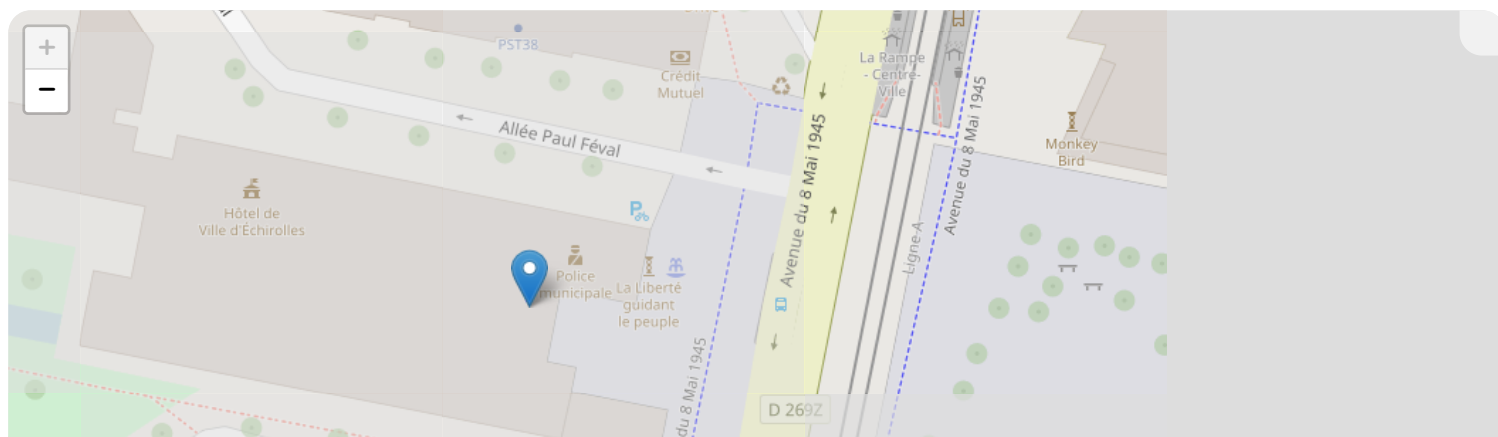 +
−
PST38
Crédit
Mutuel
La Rampe
- Centre-
Ville
Avenue du 8 Mai 1945
Monkey
Bird
Allée Paul Féval
Avenue du 8 Mai 1945
Hôtel de
Ville d'Échirolles
P
Ligne A
Police
municipale
La Liberté
guidant
le peuple
du 8 Mai 1945
D 269Z